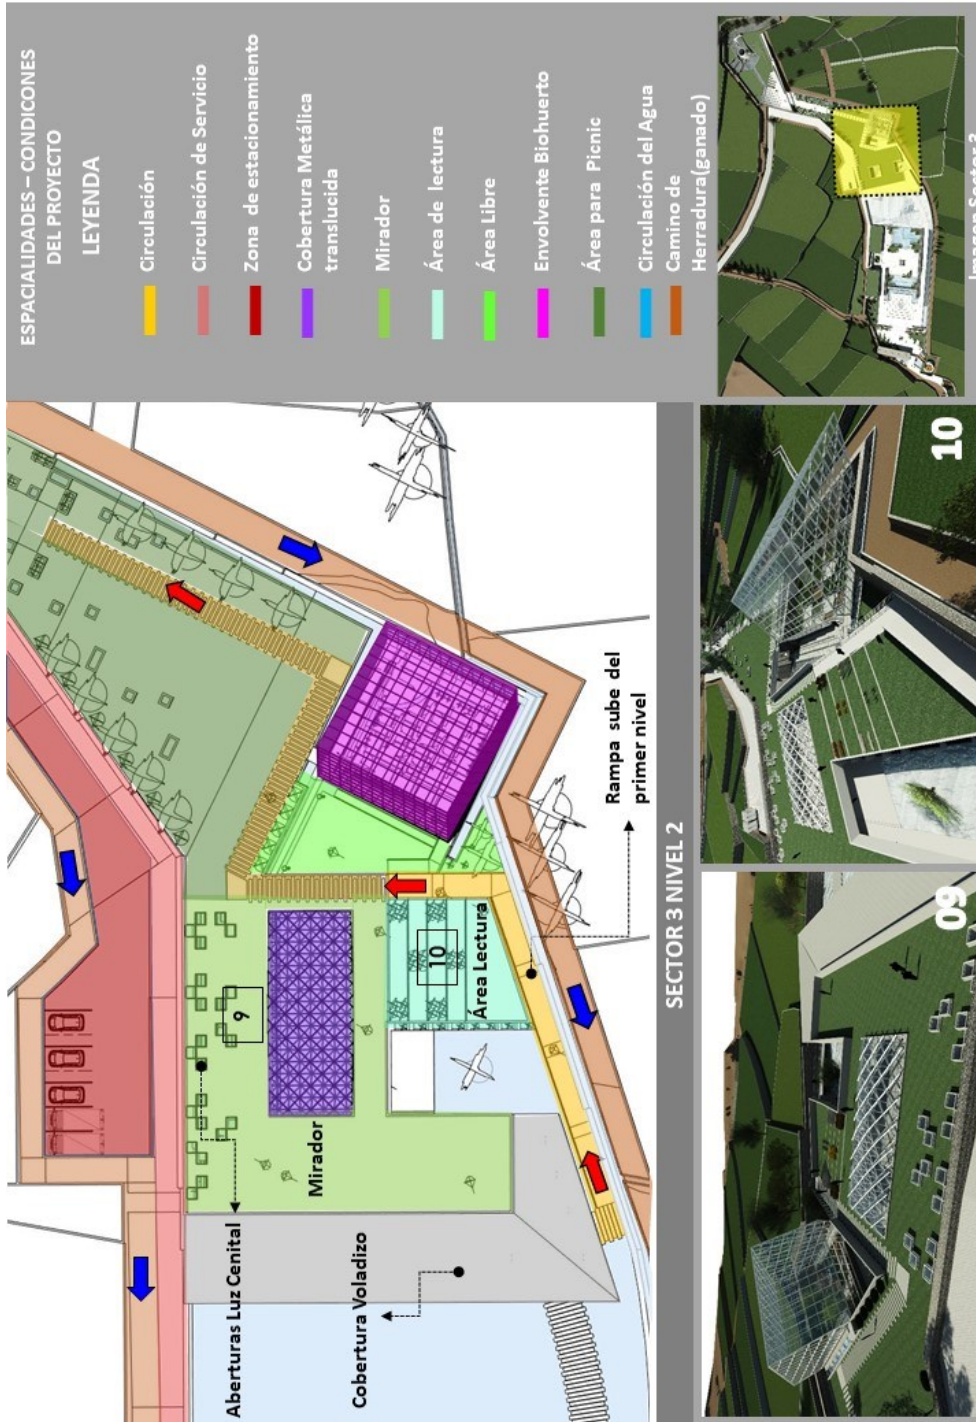 ESPACIALIDADES – CONDICONES
DEL PROYECTO
LEYENDA
Circulación
Circulación de Servicio
Zona de estacionamiento
Cobertura Metálica
translucida
Mirador
Área de lectura
Área Libre
Envolvente Biohuerto
Área para Picnic
Circulación del Agua
Camino de
Herradura(ganado)
Aberturas Luz Cenital
Cobertura Voladizo
Mirador
9
10
Área Lectura
Rampa sube del
primer nivel
SECTOR 3 NIVEL 2
09
10
Sector 3